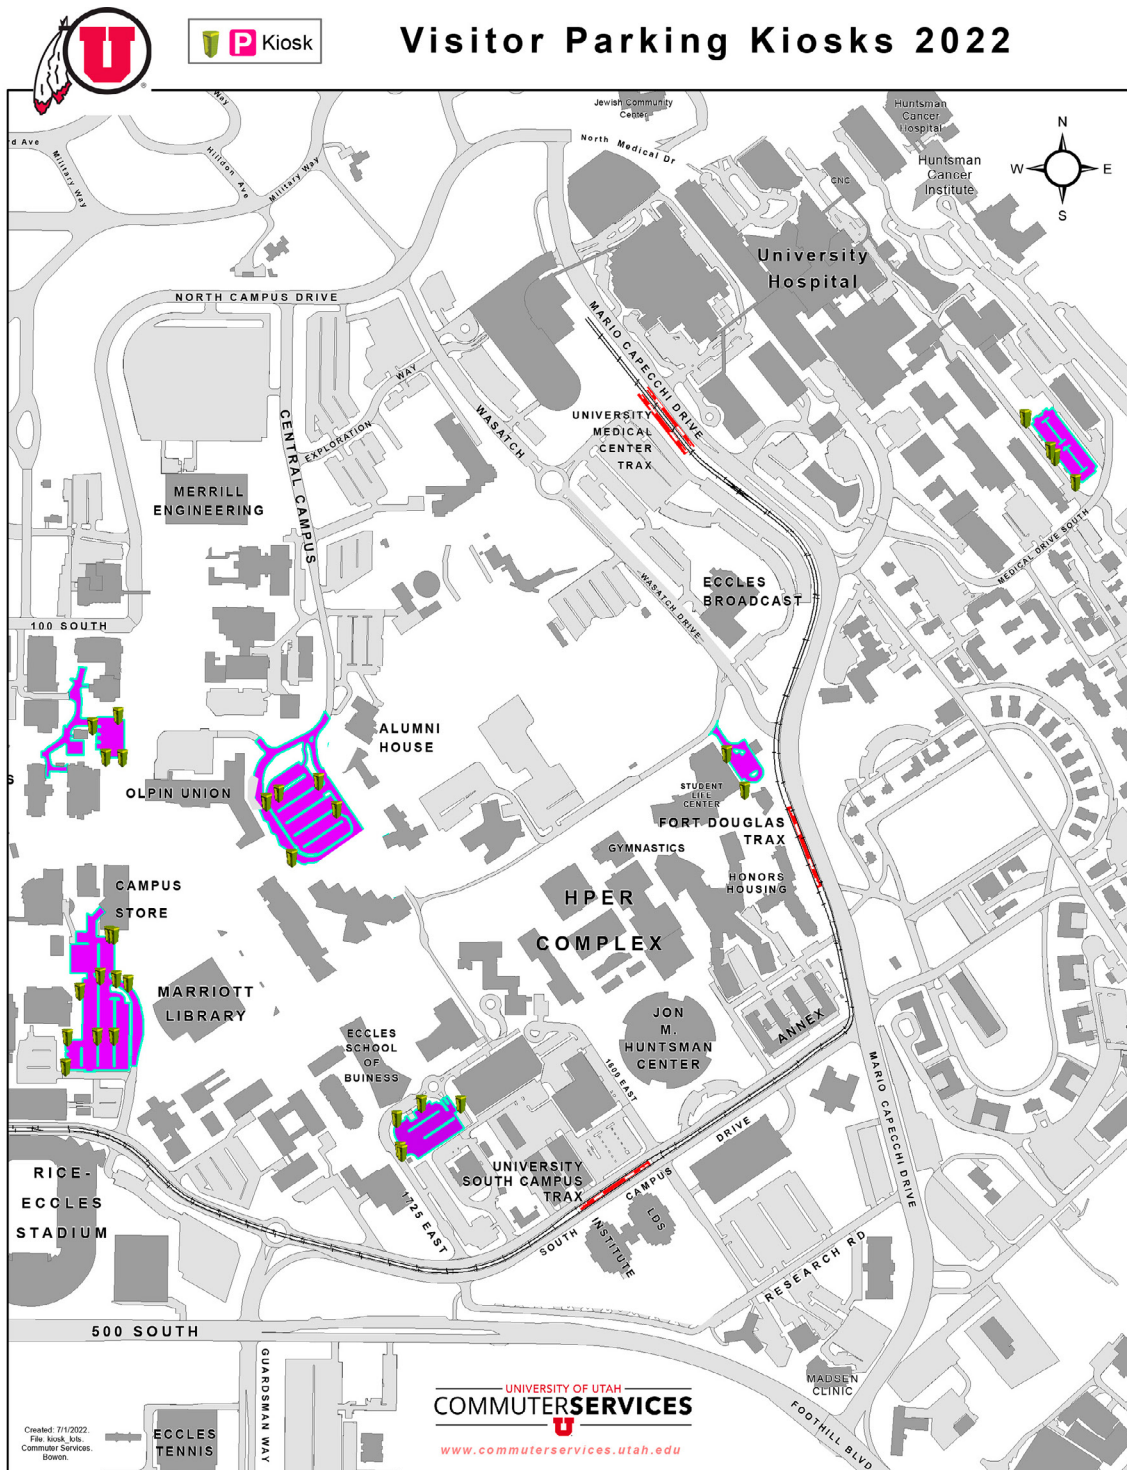 U
P Kiosk
Visitor Parking Kiosks 2022
Jewish Community
Center
Huntsman
Cancer
Hospital
North Medical Dr
Huntsman
Cancer
Institute
CNC
N
W
E
S
rd Ave
Military Way
Hilldon Ave
Military Way
Way
University
Hospital
NORTH CAMPUS DRIVE
MARIO CAPECCHI DRIVE
WAY
EXPLORATION
WASATCH
CENTRAL CAMPUS
UNIVERSITY
MEDICAL
CENTER
TRAX
MERRILL
ENGINEERING
MEDICAL DRIVE SOUTH
ECCLES
BROADCAST
WASATCH DRIVE
100 SOUTH
ALUMNI
HOUSE
S
OLPIN UNION
STUDENT
LIFE
CENTER
FORT DOUGLAS
TRAX
GYMNASTICS
HONORS
HOUSING
CAMPUS
STORE
HPER
COMPLEX
MARRIOTT
LIBRARY
JON
M.
HUNTSMAN
CENTER
ANNEX
ECCLES
SCHOOL
OF
BUINESS
1600 EAST
MARIO CAPECCHI DRIVE
UNIVERSITY
SOUTH CAMPUS
TRAX
1725 EAST
SOUTH CAMPUS DRIVE
LDS
INSTITUTE
RICE-
ECCLES
STADIUM
RESEARCH RD
500 SOUTH
GUARDSMAN WAY
MADSEN
CLINIC
FOOTHILL BLVD
ECCLES
TENNIS
Created: 7/1/2022.
File: kiosk_lots.
Commuter Services.
Bowen.
UNIVERSITY OF UTAH
COMMUTERSERVICES
U
www.commuterservices.utah.edu